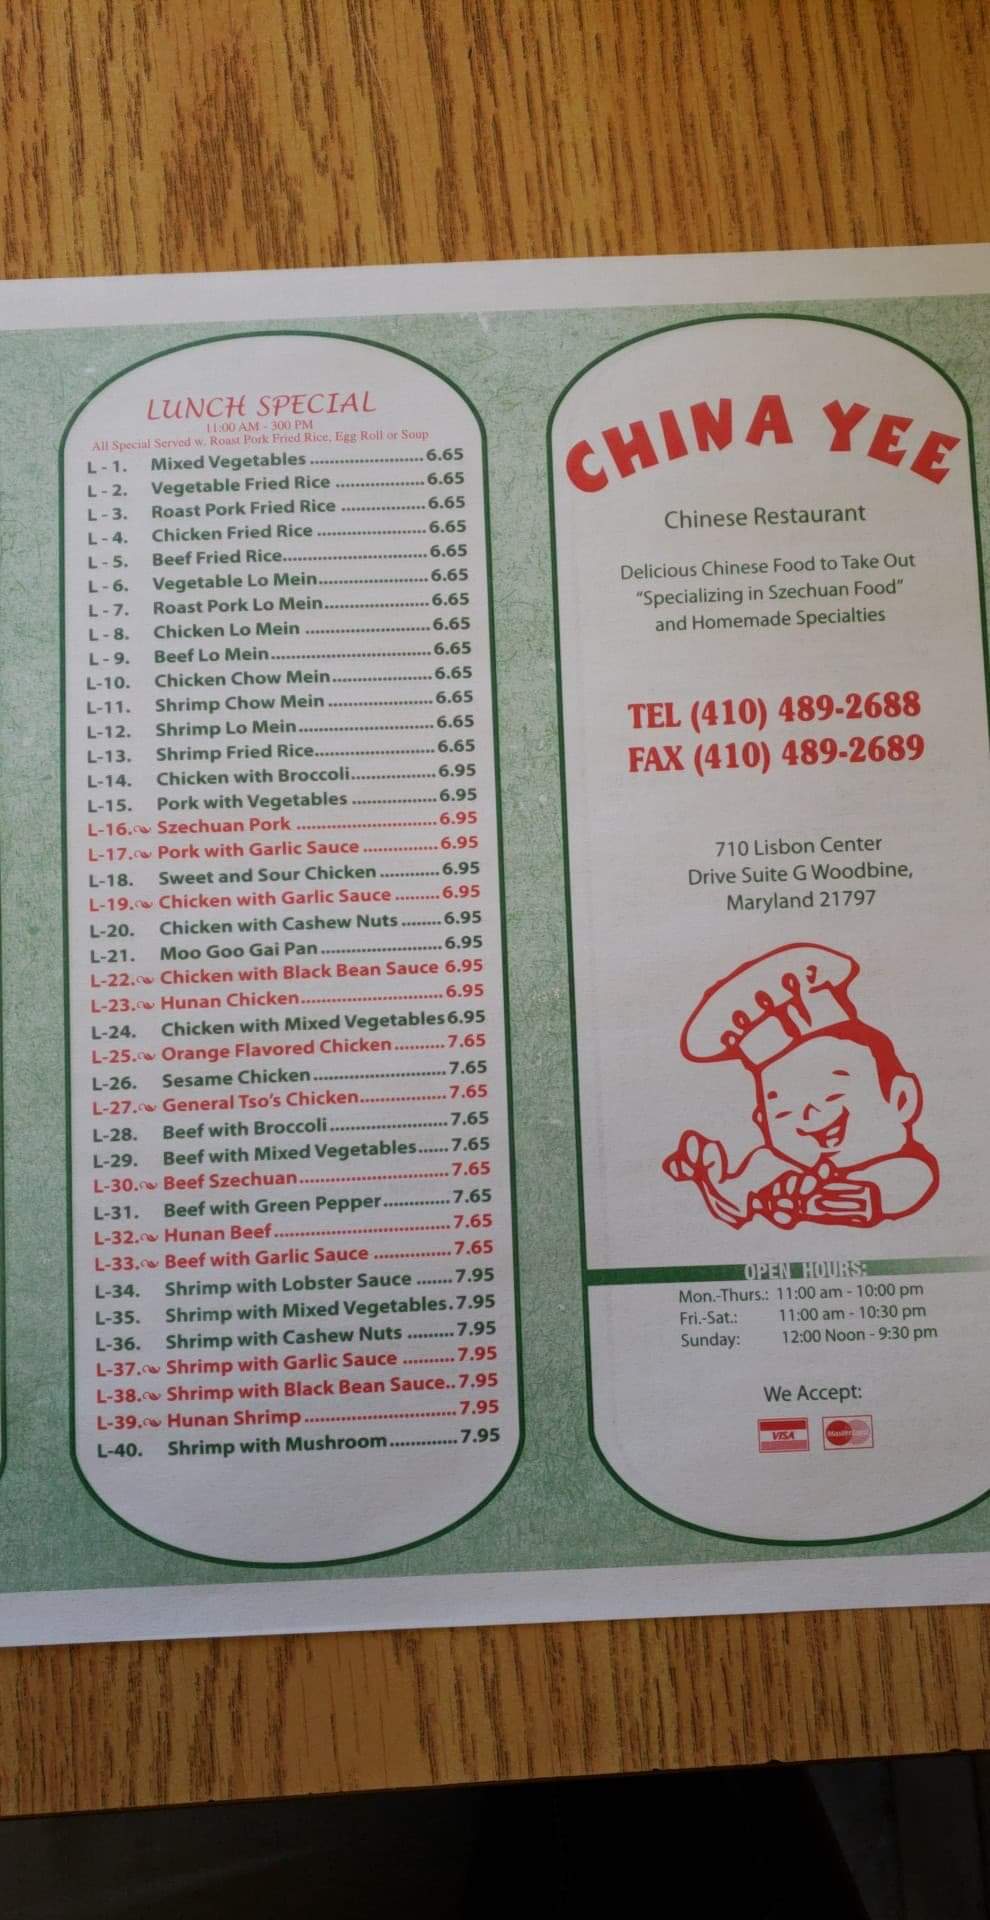 LUNCH SPECIAL
11:00 AM - 300 PM
All Special Served w. Roast Pork Fried Rice, Egg Roll or Soup
L - 1. Mixed Vegetables ....................... 6.65
L - 2. Vegetable Fried Rice .................. 6.65
L - 3. Roast Pork Fried Rice ................. 6.65
L - 4. Chicken Fried Rice ...................... 6.65
L - 5. Beef Fried Rice............................. 6.65
L - 6. Vegetable Lo Mein...................... 6.65
L - 7. Roast Pork Lo Mein..................... 6.65
L - 8. Chicken Lo Mein ......................... 6.65
L - 9. Beef Lo Mein................................ 6.65
L-10. Chicken Chow Mein.................... 6.65
L-11. Shrimp Chow Mein ..................... 6.65
L-12. Shrimp Lo Mein........................... 6.65
L-13. Shrimp Fried Rice........................ 6.65
L-14. Chicken with Broccoli................. 6.95
L-15. Pork with Vegetables ................. 6.95
L-16. Szechuan Pork ............................ 6.95
L-17. Pork with Garlic Sauce ............... 6.95
L-18. Sweet and Sour Chicken ............ 6.95
L-19. Chicken with Garlic Sauce ......... 6.95
L-20. Chicken with Cashew Nuts ........ 6.95
L-21. Moo Goo Gai Pan ........................ 6.95
L-22. Chicken with Black Bean Sauce 6.95
L-23. Hunan Chicken............................ 6.95
L-24. Chicken with Mixed Vegetables 6.95
L-25. Orange Flavored Chicken .......... 7.65
L-26. Sesame Chicken .......................... 7.65
L-27. General Tso's Chicken................. 7.65
L-28. Beef with Broccoli ....................... 7.65
L-29. Beef with Mixed Vegetables...... 7.65
L-30. Beef Szechuan.............................. 7.65
L-31. Beef with Green Pepper............. 7.65
L-32. Hunan Beef ................................... 7.65
L-33. Beef with Garlic Sauce ............... 7.65
L-34. Shrimp with Lobster Sauce ....... 7.95
L-35. Shrimp with Mixed Vegetables. 7.95
L-36. Shrimp with Cashew Nuts ......... 7.95
L-37. Shrimp with Garlic Sauce .......... 7.95
L-38. Shrimp with Black Bean Sauce.. 7.95
L-39. Hunan Shrimp .............................. 7.95
L-40. Shrimp with Mushroom............. 7.95
CHINA YEE
Chinese Restaurant
Delicious Chinese Food to Take Out
"Specializing in Szechuan Food"
and Homemade Specialties
TEL (410) 489-2688
FAX (410) 489-2689
710 Lisbon Center
Drive Suite G Woodbine,
Maryland 21797
OPEN HOURS:
Mon.-Thurs.: 11:00 am - 10:00 pm
Fri.-Sat.: 11:00 am - 10:30 pm
Sunday: 12:00 Noon - 9:30 pm
We Accept:
VISA MasterCard